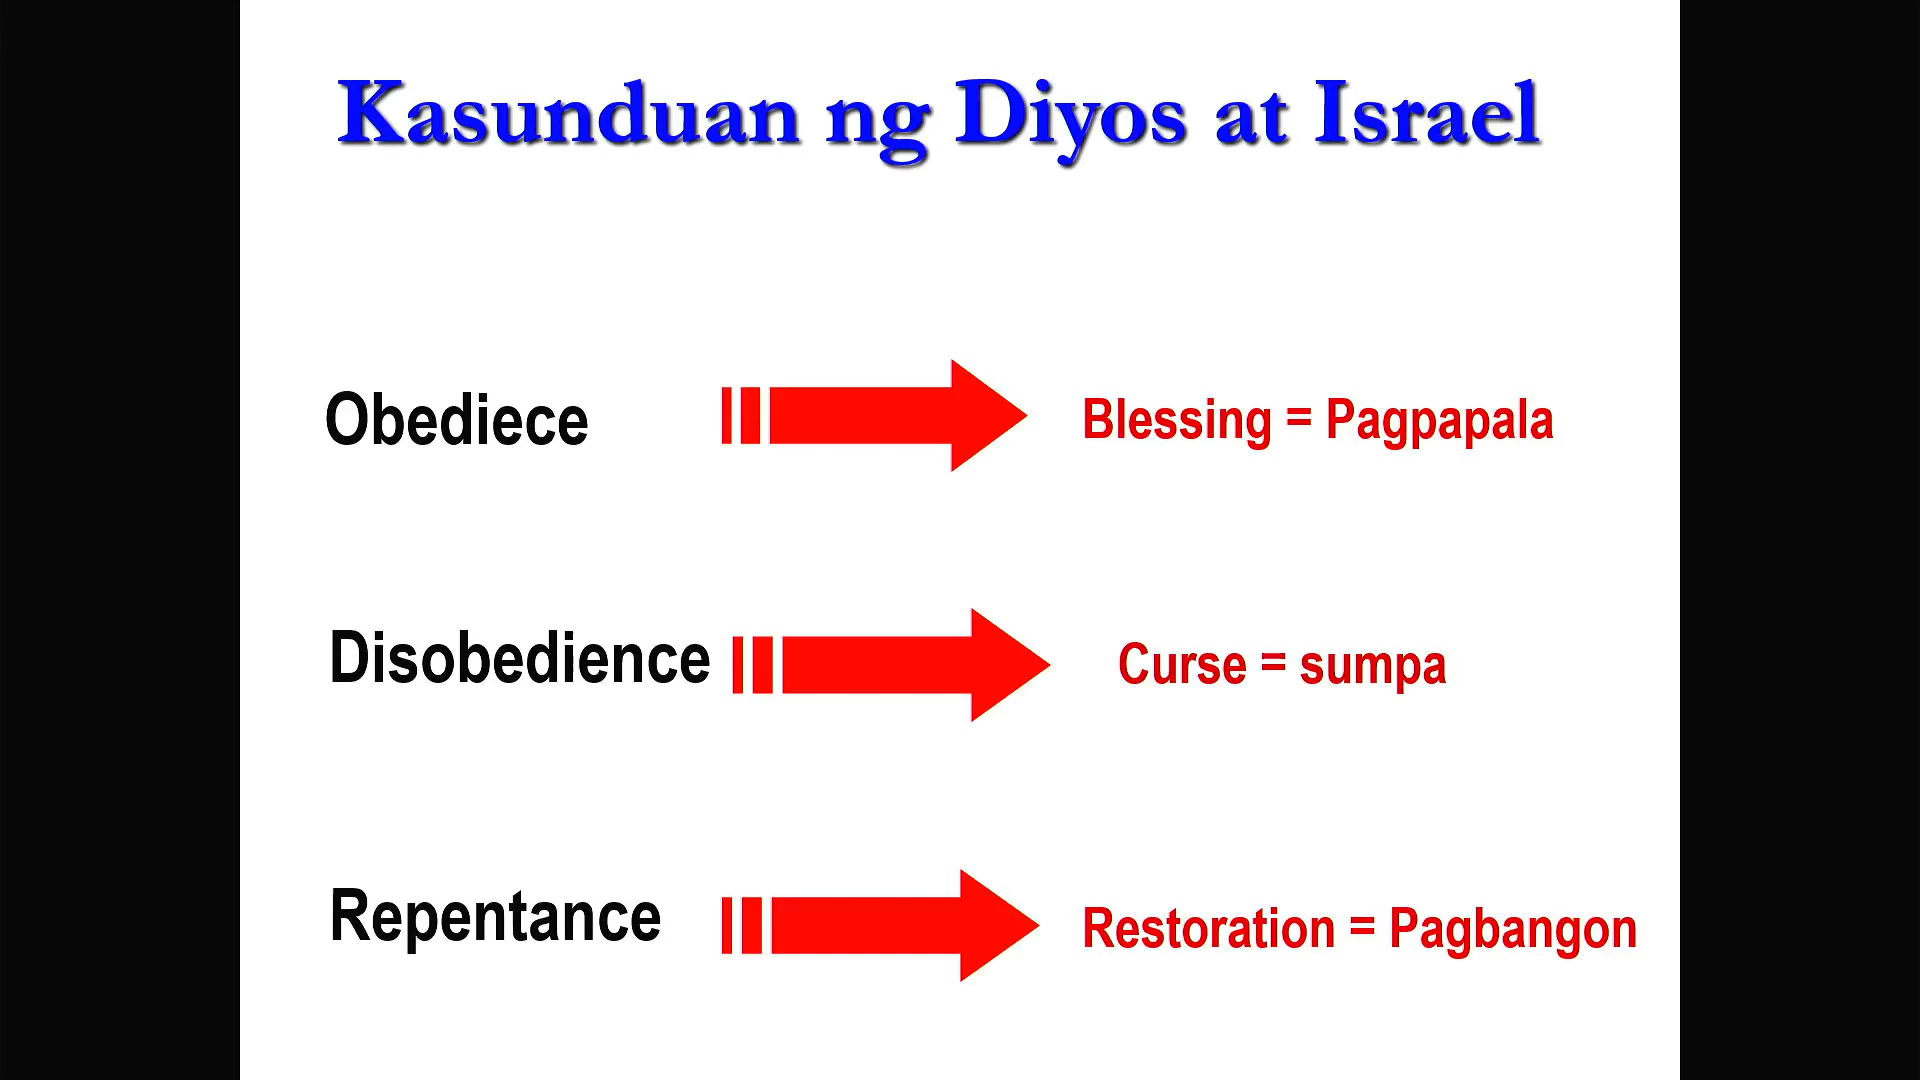 Kasunduan ng Diyos at Israel
Obediece
Blessing = Pagpapala
Disobedience
Curse = sumpa
Repentance
Restoration = Pagbangon